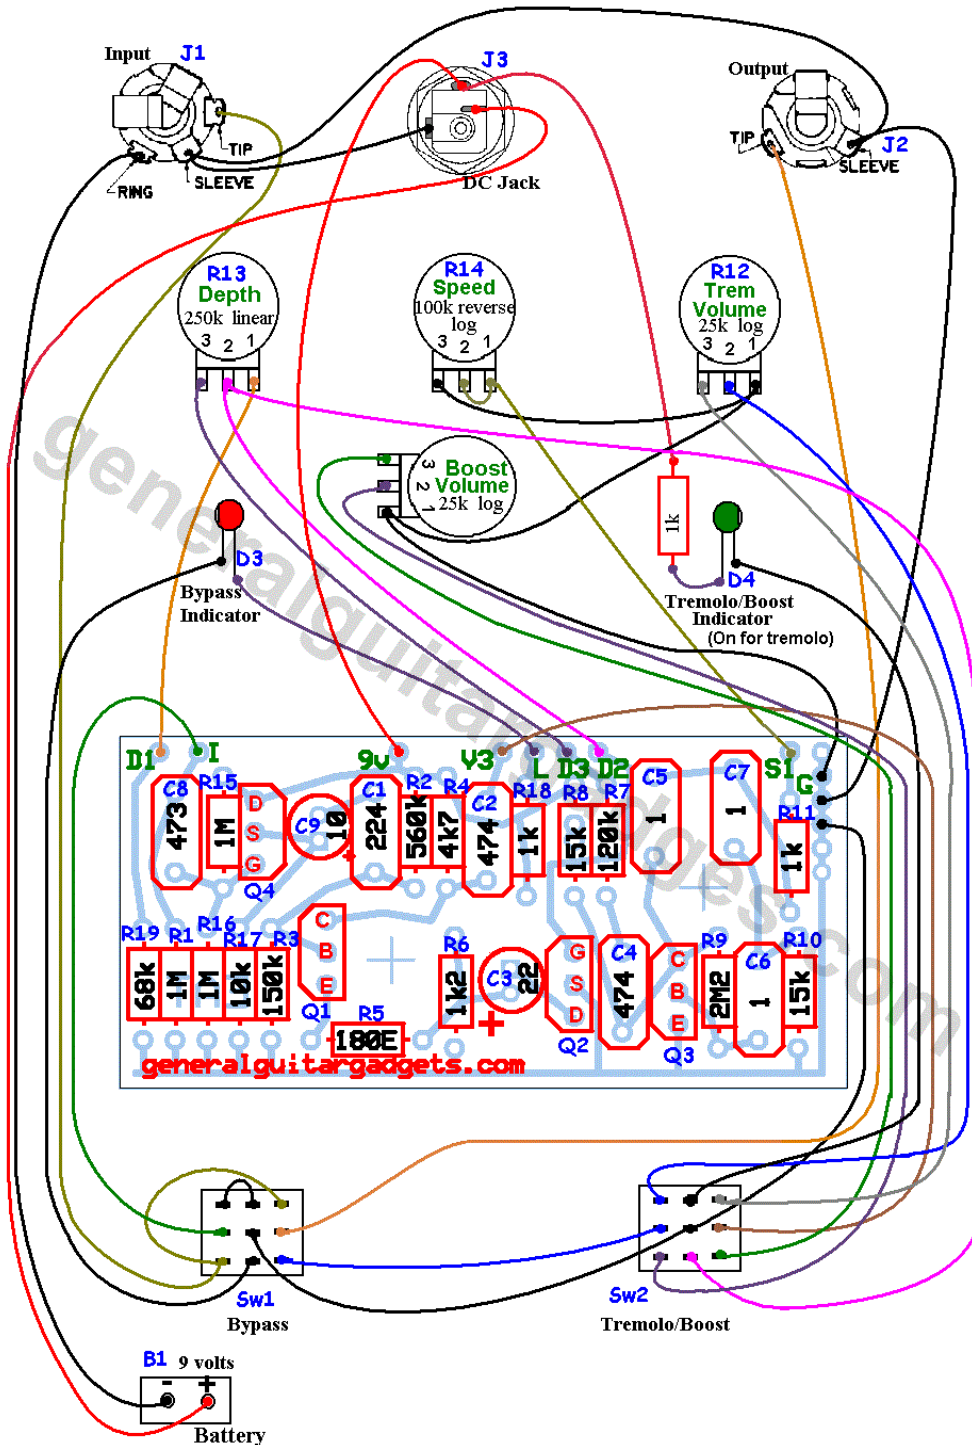 Input
J1
J3
Output
TIP
SLEEVE
RING
DC Jack
TIP
J2
SLEEVE
R13
Depth
250k linear
3 2 1
R14
Speed
100k reverse
log
3 2 1
R12
Trem
Volume
25k log
3 2 1
3
2
1
Boost
Volume
25k log
1k
D3
Bypass
Indicator
D4
Tremolo/Boost
Indicator
(On for tremolo)
generalguitargadgets.com
D1
I
9v
V3
L
D3
D2
S1
G
C8
473
R15
1M
D
S
G
Q4
C9
10
+
C1
224
R2
560k
R4
4k7
C2
474
R18
1k
R8
15k
R7
120k
C5
1
C7
1
R11
1k
R19
68k
R1
1M
R16
1M
R17
10k
R3
150k
C
B
E
Q1
R5
180E
R6
1k2
C3
22
+
G
S
D
Q2
C4
474
C
B
E
Q3
R9
2M2
C6
1
R10
15k
generalguitargadgets.com
Sw1
Bypass
Sw2
Tremolo/Boost
B1
9 volts
- +
Battery